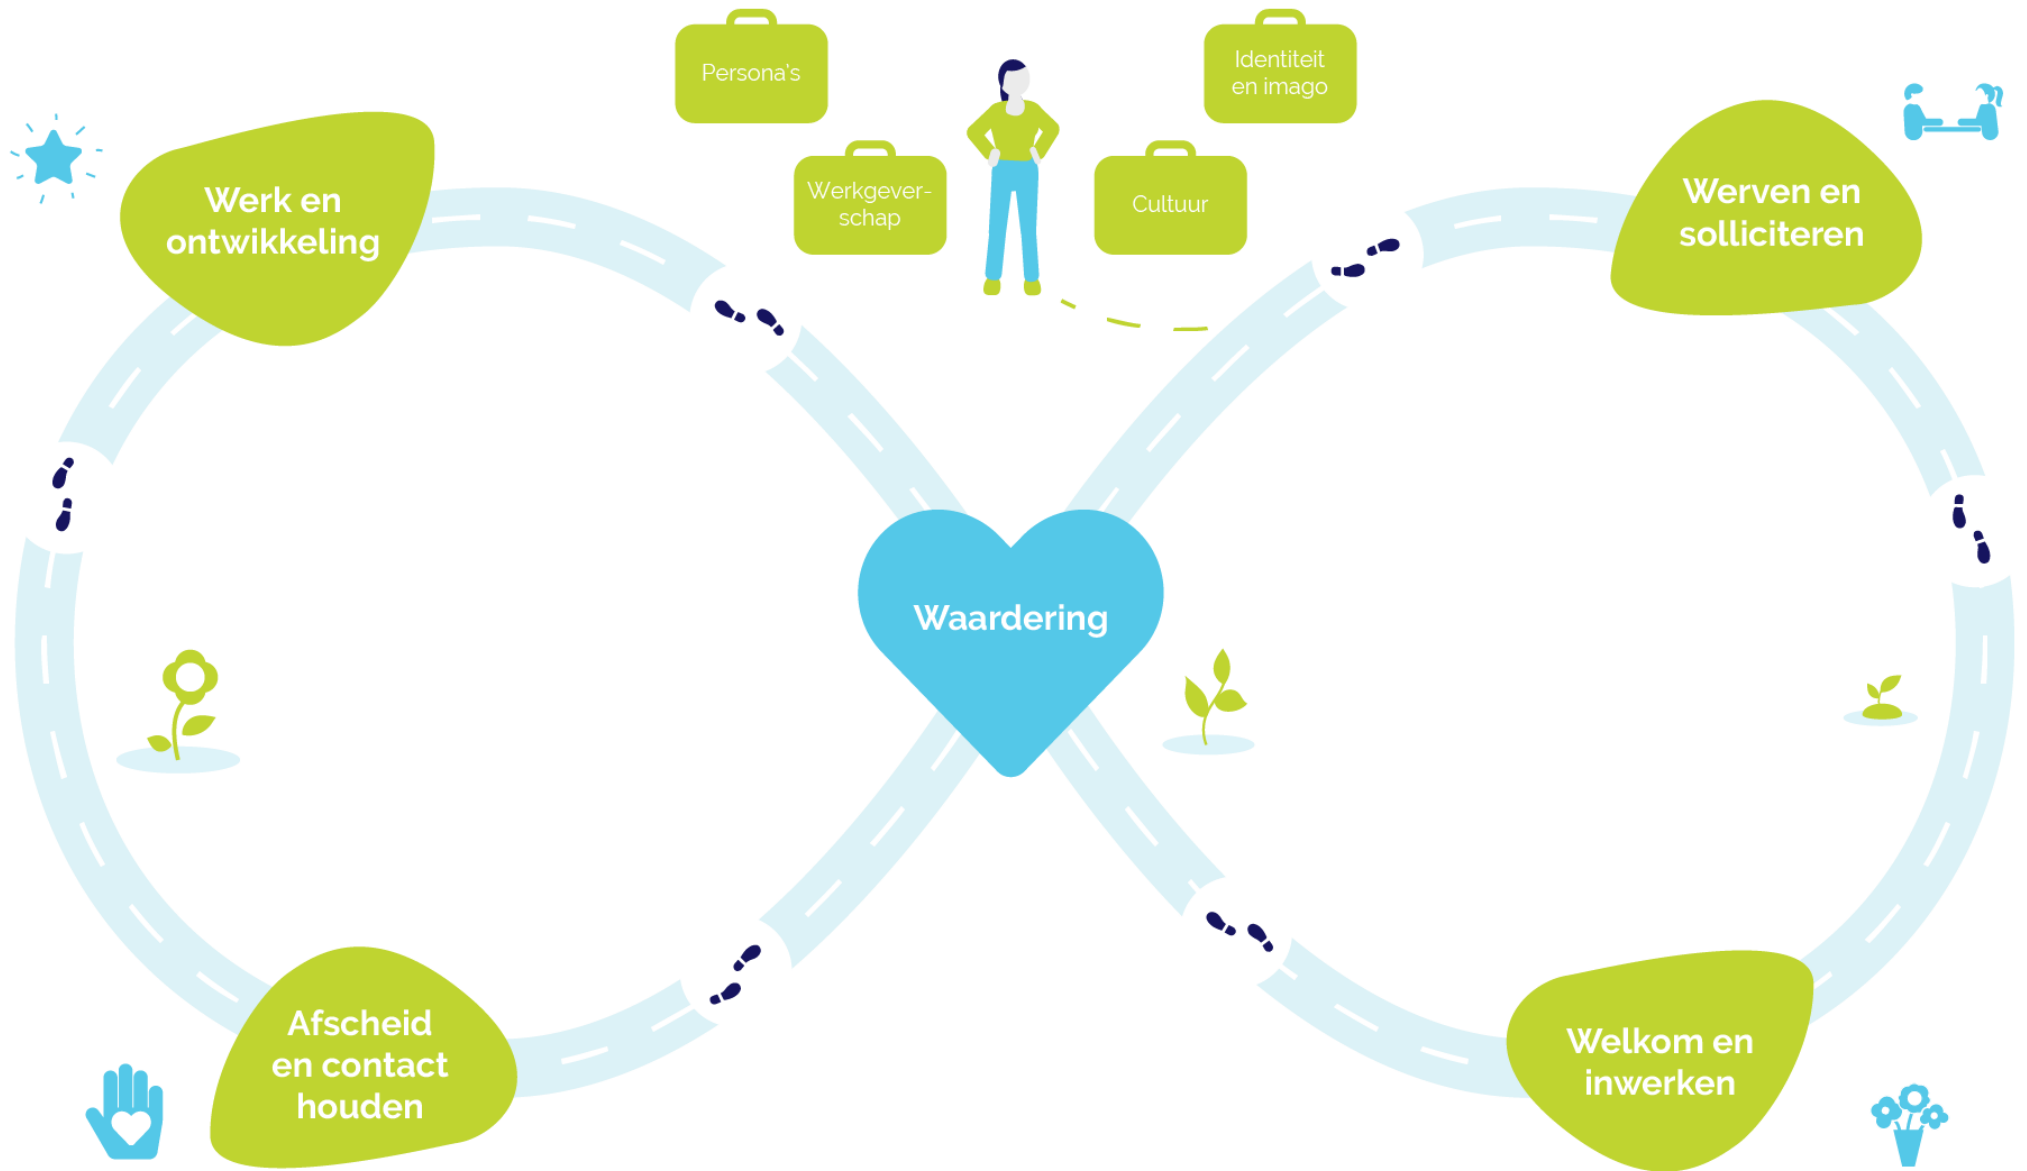 Persona's
Identiteit
en imago
Werkgever-
schap
Cultuur
Werk en
ontwikkeling
Werven en
solliciteren
Waardering
Afscheid
en contact
houden
Welkom en
inwerken